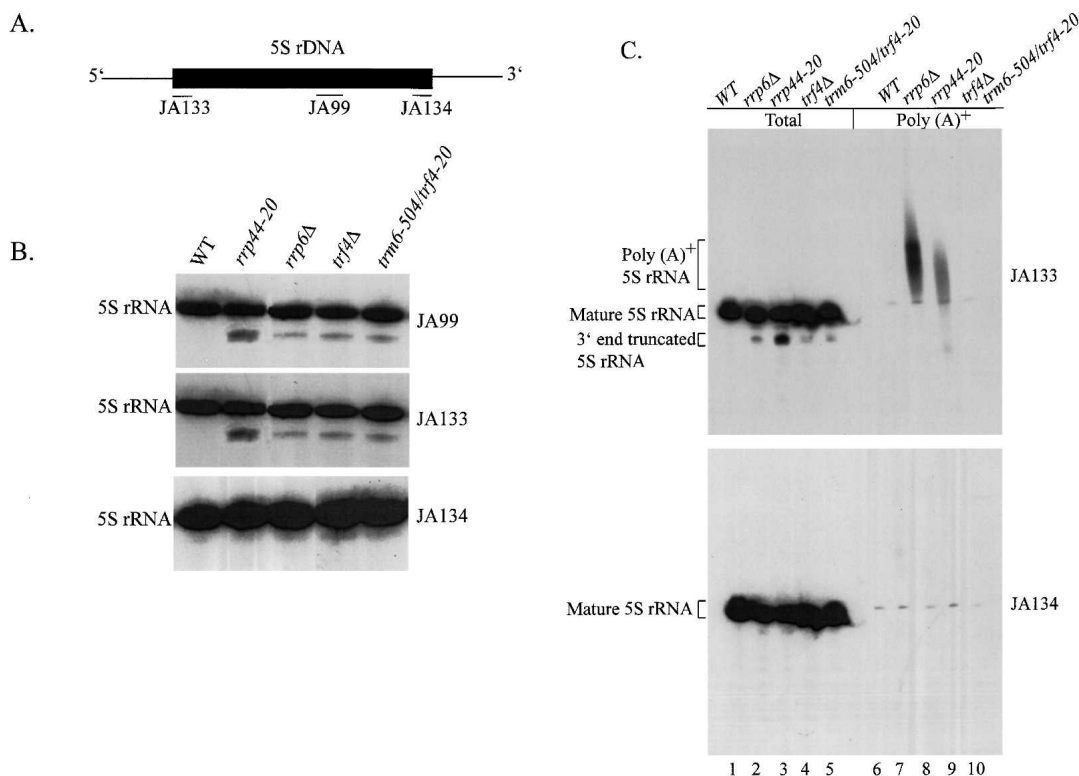 A.
5S rDNA
5‘
3‘
JA133
JA99
JA134
B.
WT
rrp44-20
rrp6Δ
trf4Δ
trm6-504/trf4-20
5S rRNA
JA99
5S rRNA
JA133
5S rRNA
JA134
C.
WT
rrp6Δ
rrp44-20
trf4Δ
trm6-504/trf4-20
WT
rrp6Δ
rrp44-20
trf4Δ
trm6-504/trf4-20
Total
Poly (A)+
Poly (A)+
5S rRNA
Mature 5S rRNA
3‘ end truncated
5S rRNA
JA133
Mature 5S rRNA
JA134
1 2 3 4 5 6 7 8 9 10